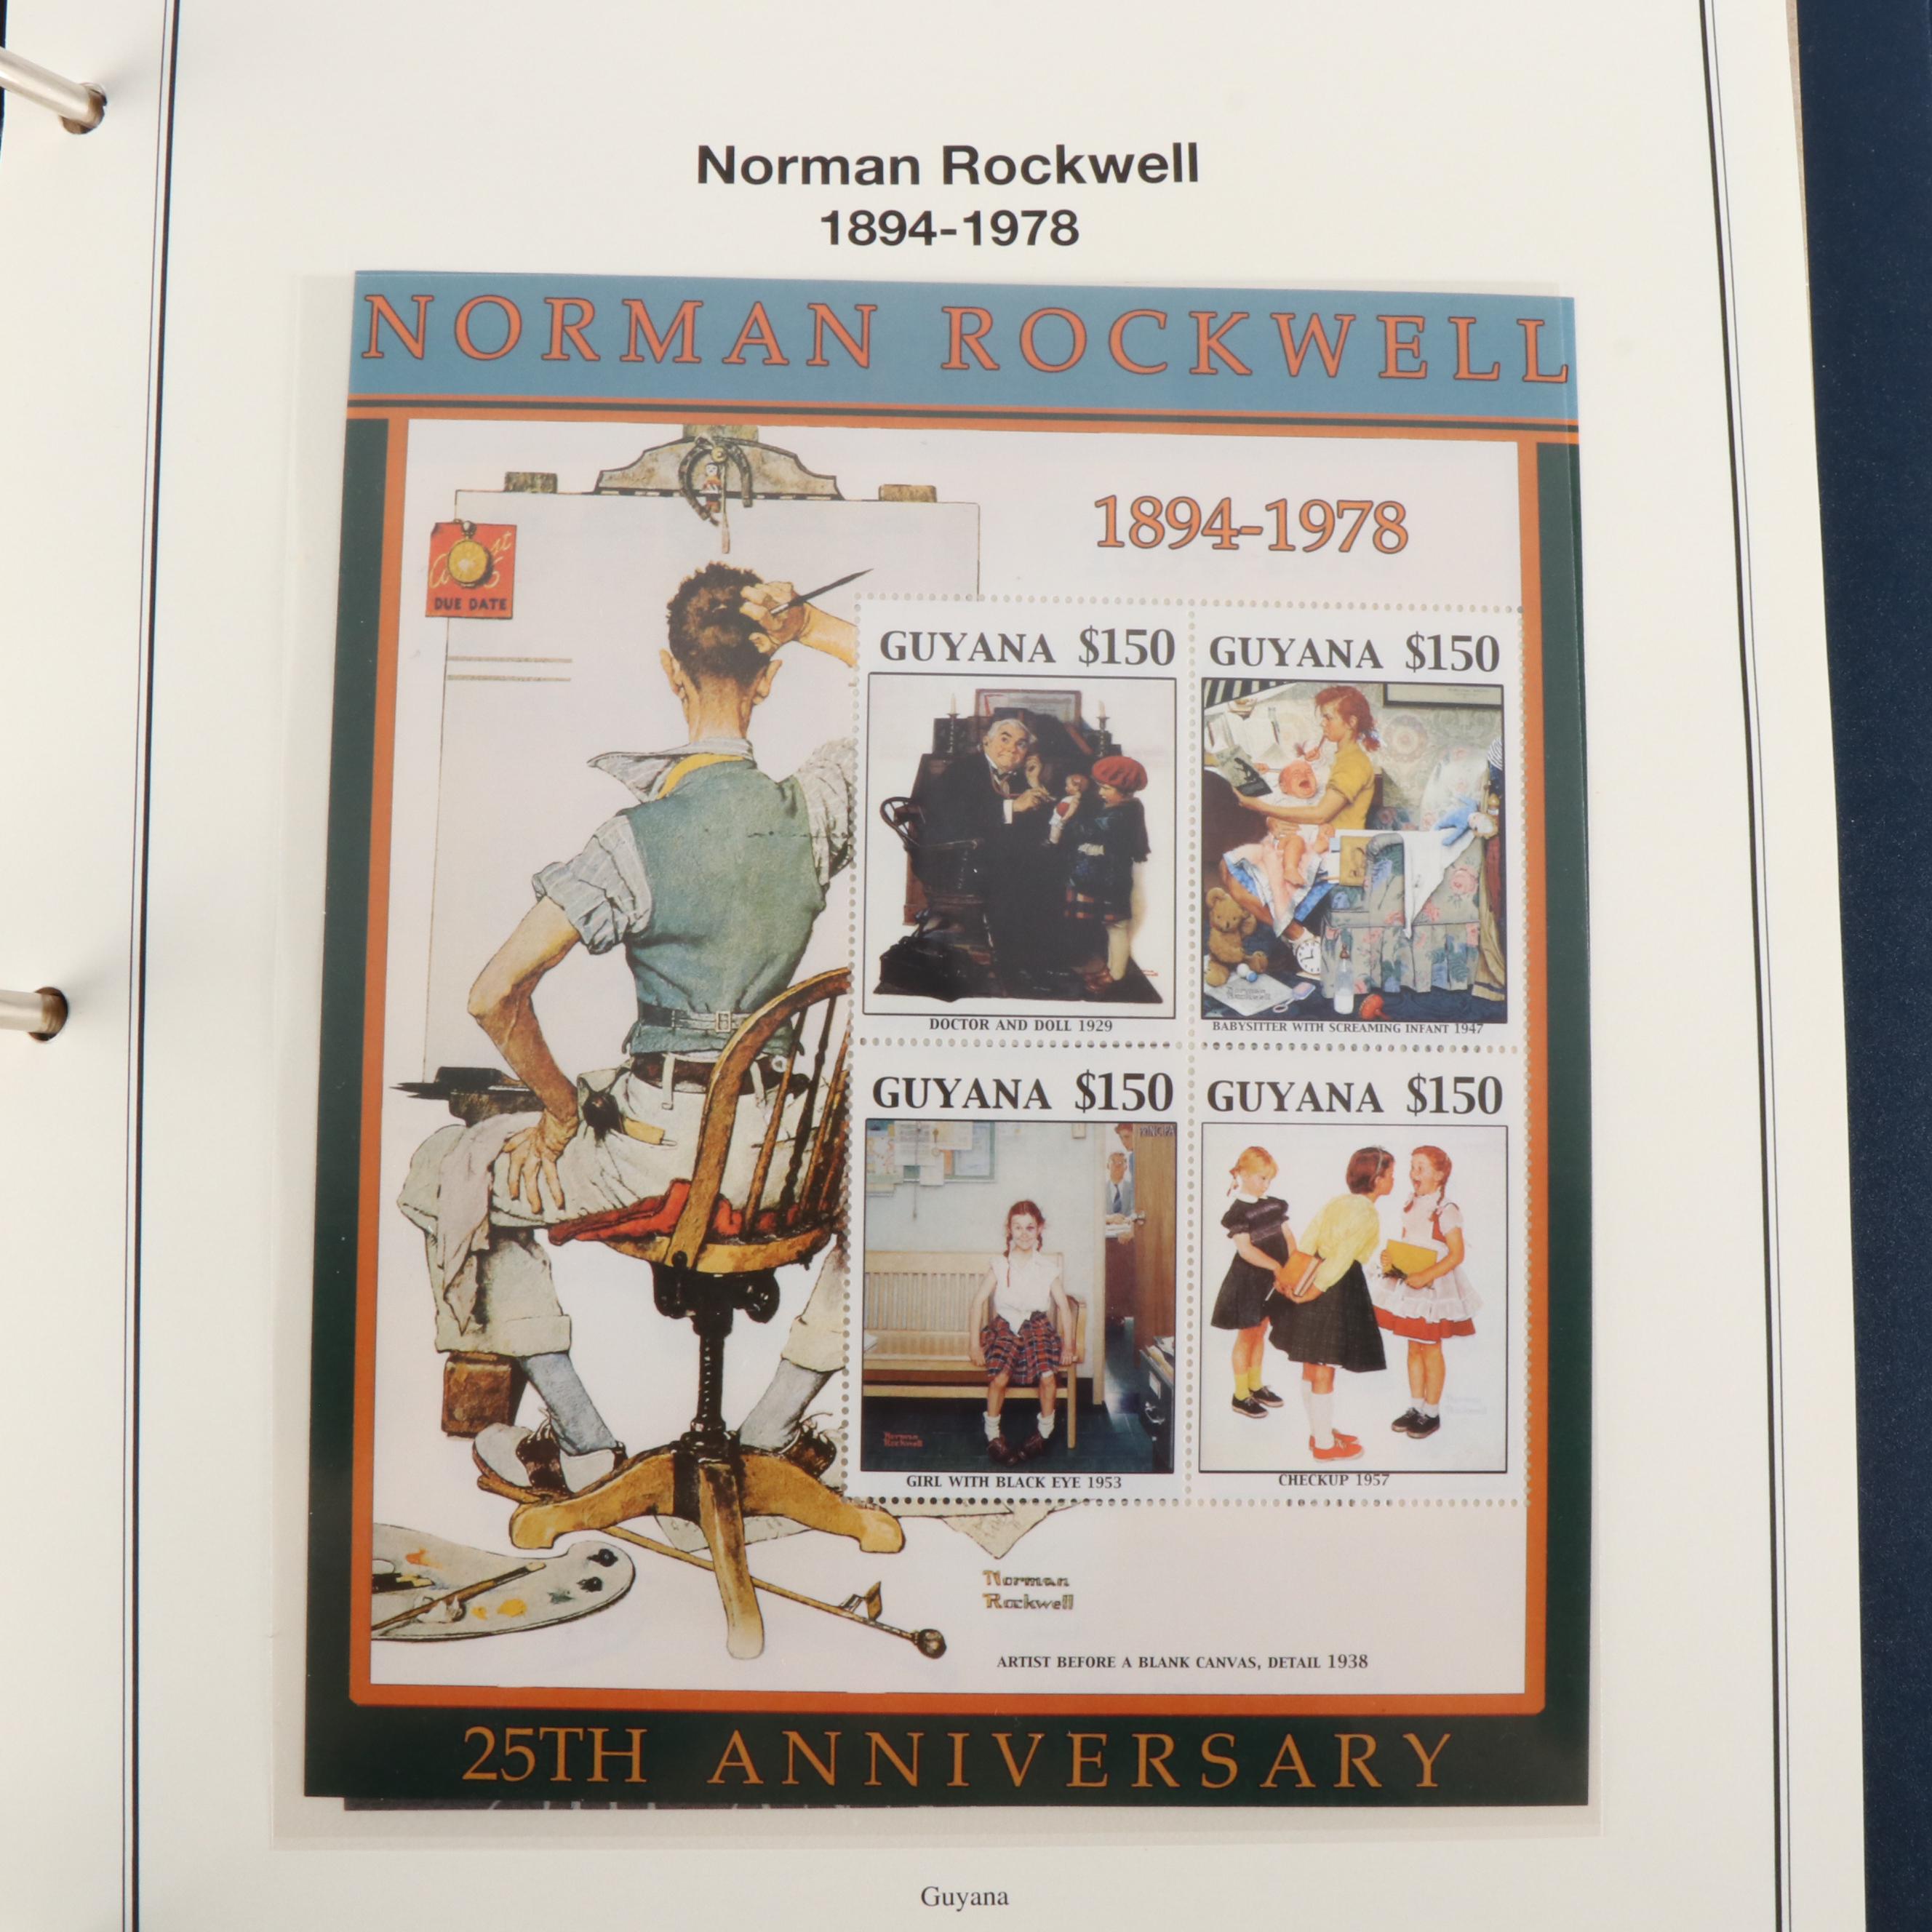 Norman Rockwell
1894-1978
NORMAN ROCKWELL
1894-1978
DUE DATE
GUYANA $150
DOCTOR AND DOLL 1929
GUYANA $150
BABYSITTER WITH SCREAMING INFANT 1947
GUYANA $150
Norman
Rockwell
GIRL WITH BLACK EYE 1953
GUYANA $150
CHECKUP 1957
Norman
Rockwell
ARTIST BEFORE A BLANK CANVAS, DETAIL 1938
25TH ANNIVERSARY
Guyana